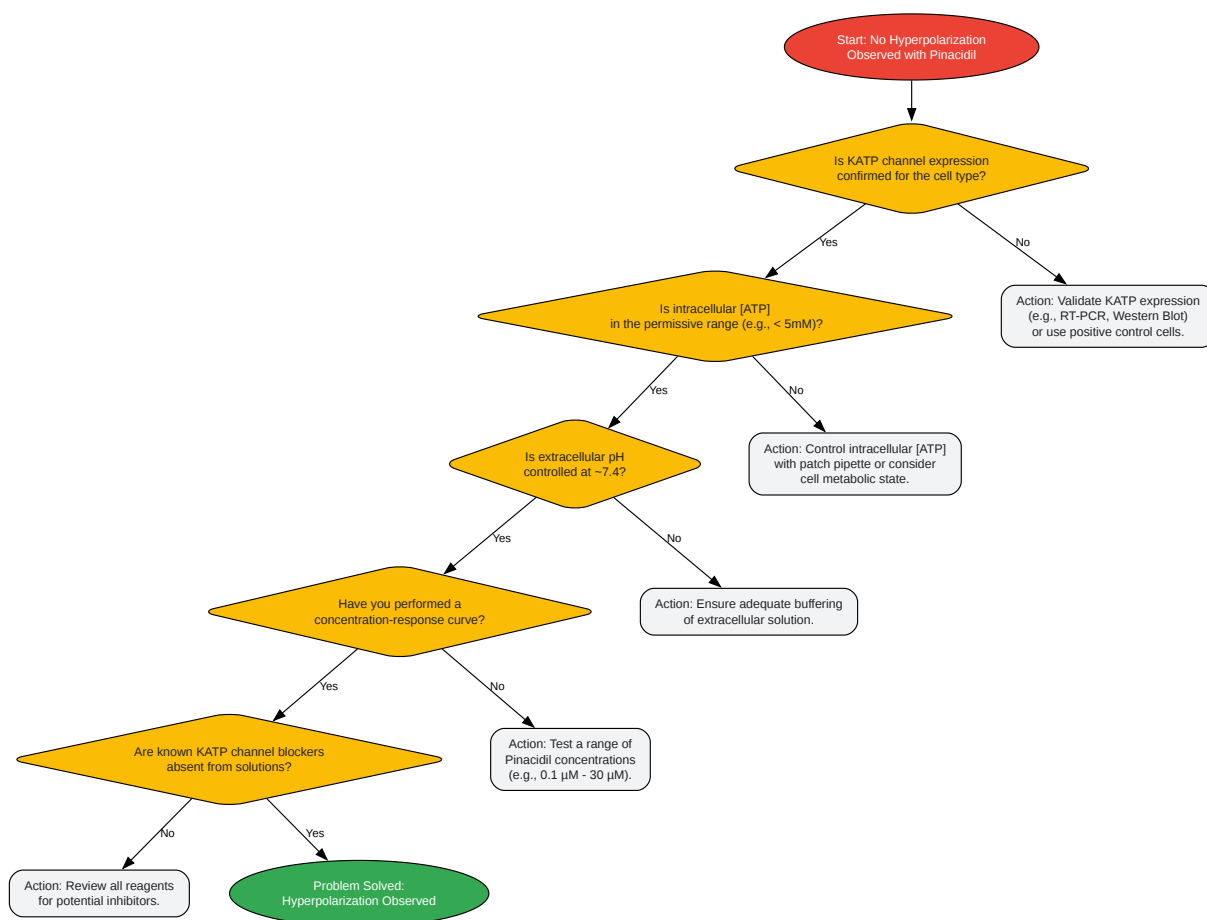 Start: No Hyperpolarization
Observed with Pinacidil
Is KATP channel expression
confirmed for the cell type?
Yes
No
Is intracellular [ATP]
in the permissive range (e.g., < 5mM)?
Action: Validate KATP expression
(e.g., RT-PCR, Western Blot)
or use positive control cells.
Yes
No
Is extracellular pH
controlled at ~7.4?
Action: Control intracellular [ATP]
with patch pipette or consider
cell metabolic state.
Yes
No
Have you performed a
concentration-response curve?
Action: Ensure adequate buffering
of extracellular solution.
Yes
No
Are known KATP channel blockers
absent from solutions?
Action: Test a range of
Pinacidil concentrations
(e.g., 0.1 µM - 30 µM).
No
Yes
Action: Review all reagents
for potential inhibitors.
Problem Solved:
Hyperpolarization Observed